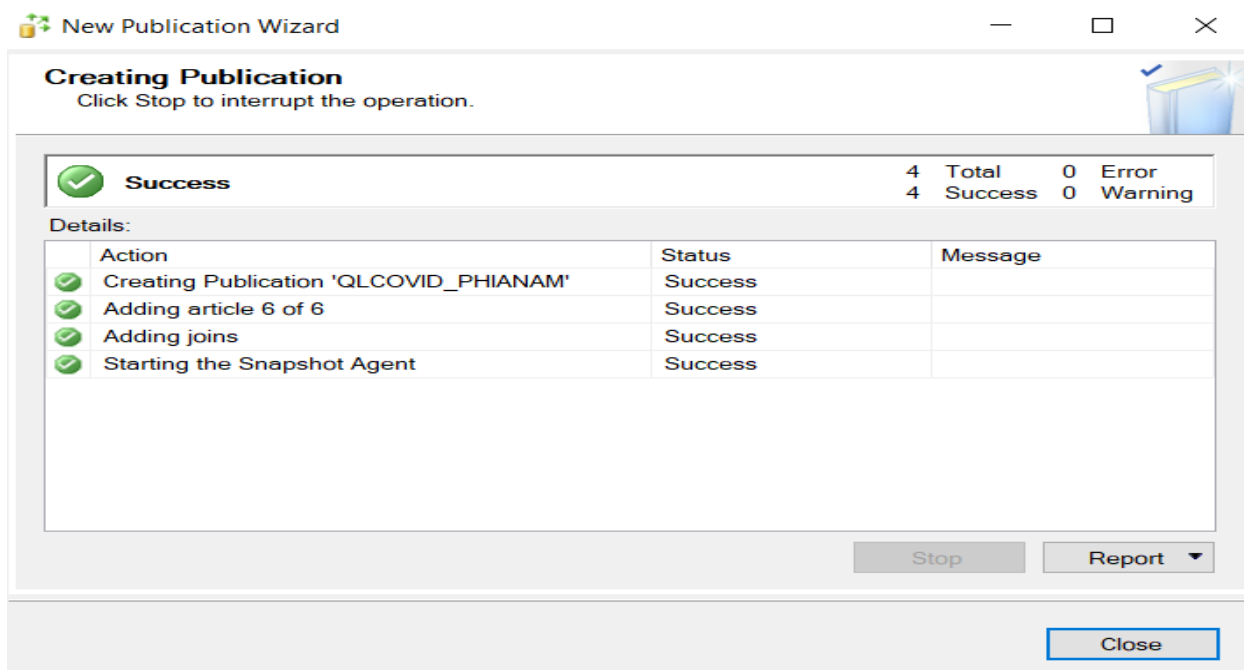 New Publication Wizard
Creating Publication
Click Stop to interrupt the operation.
Success 4 Total 0 Error
4 Success 0 Warning
Details:
Action Status Message
Creating Publication 'QLCOVID_PHIANAM' Success
Adding article 6 of 6 Success
Adding joins Success
Starting the Snapshot Agent Success
Stop Report
Close